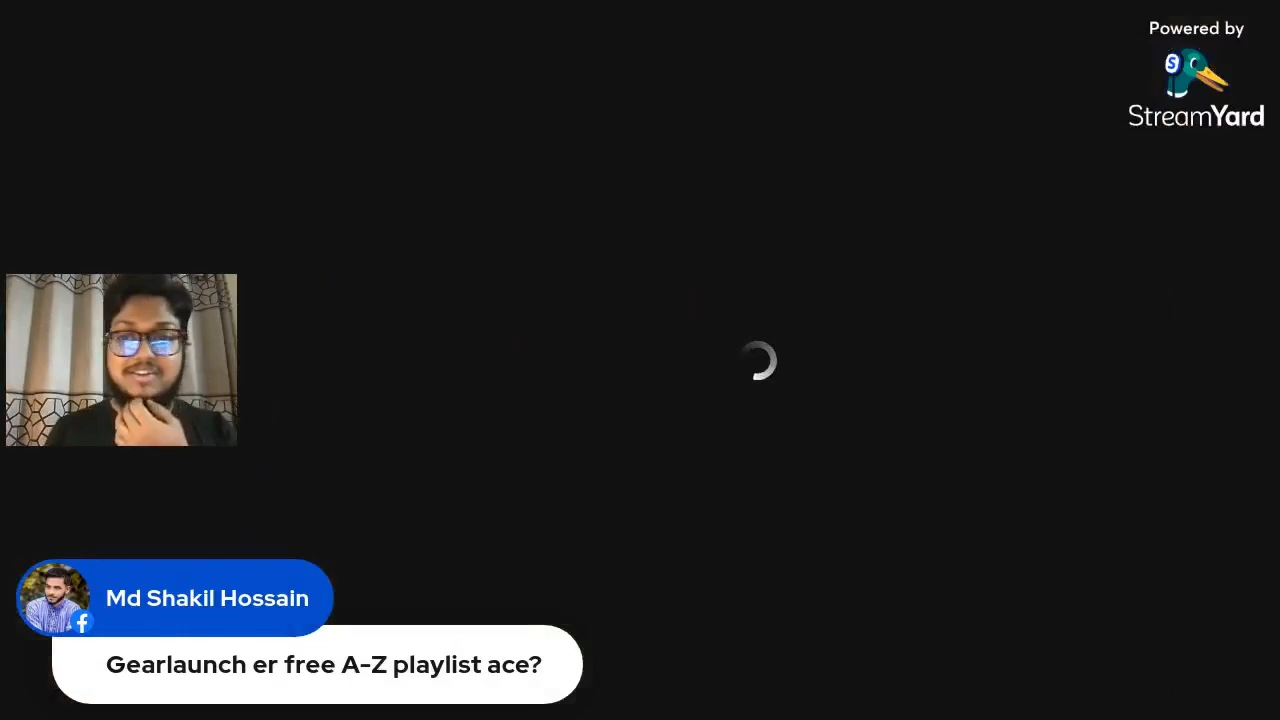 Powered by
S
StreamYard
Md Shakil Hossain
Gearlaunch er free A-Z playlist ace?